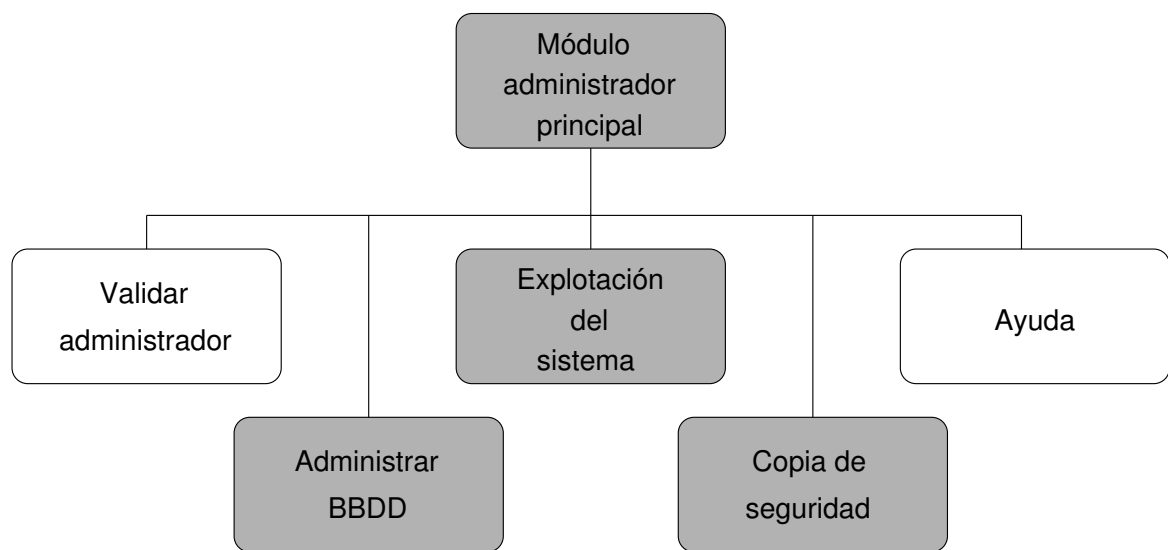 Módulo
administrador
principal
Validar
administrador
Explotación
del
sistema
Ayuda
Administrar
BBDD
Copia de
seguridad